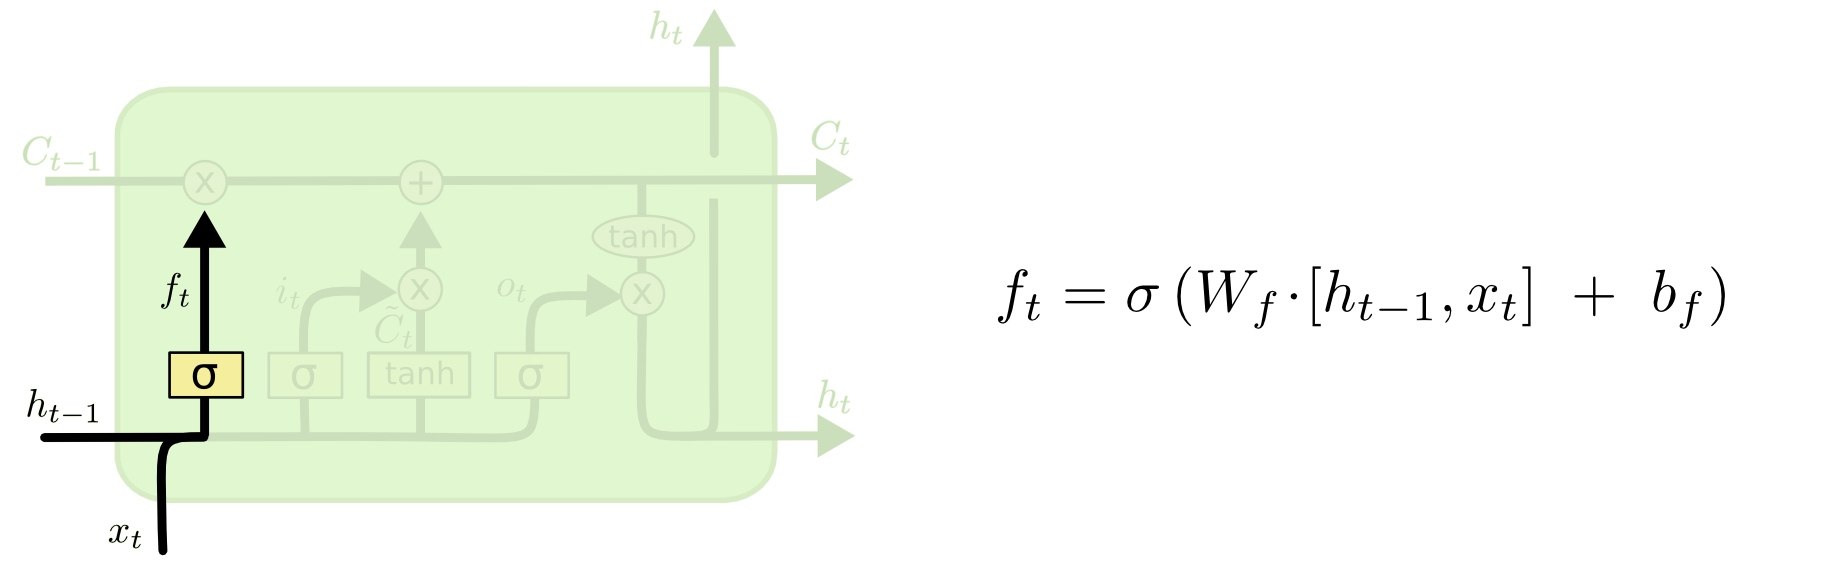 h_t
C_{t-1}
C_t
x
+
tanh
f_t
i_t
x
o_t
x
C̃_t
σ
σ
tanh
σ
h_{t-1}
h_t
x_t
f_t = σ (W_f · [h_{t-1}, x_t] + b_f)